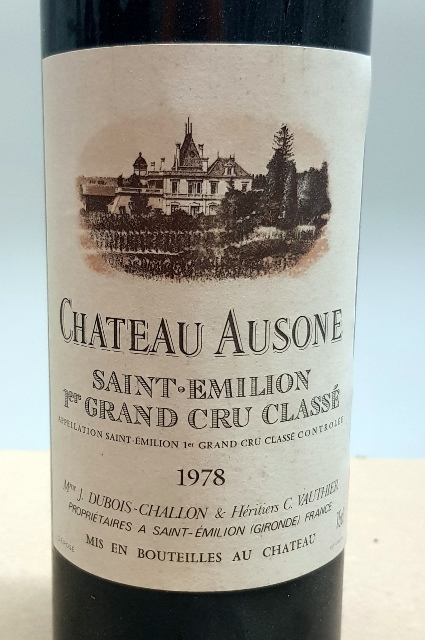 CHATEAU AUSONE
SAINT-EMILION
1er GRAND CRU CLASSÉ
APPELLATION SAINT-ÉMILION 1er GRAND CRU CLASSÉ CONTROLÉE
1978
Mme J. DUBOIS-CHALLON & Héritiers C. VAUTHIER
PROPRIÉTAIRES A SAINT-ÉMILION (GIRONDE) FRANCE
MIS EN BOUTEILLES AU CHATEAU